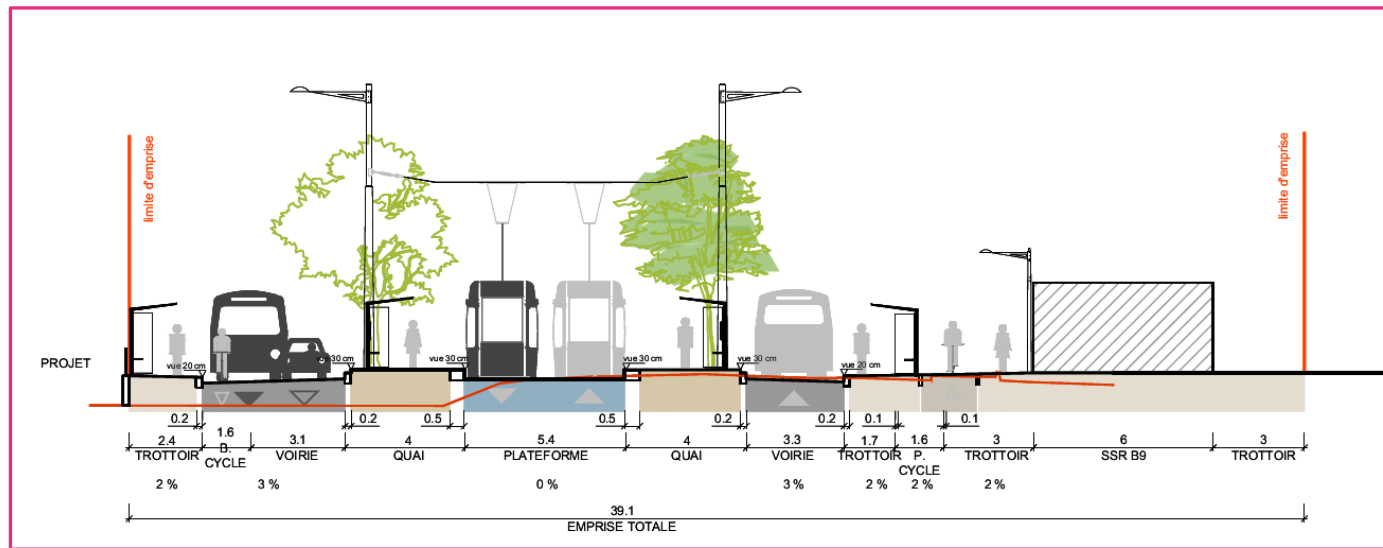 limite d'emprise
limite d'emprise
PROJET
vue 20 cm
vue 30 cm
vue 30 cm
vue 30 cm
vue 30 cm
vue 20 cm
0.2
0.2
0.5
0.5
0.2
0.2
0.1
0.1
2.4
1.6
3.1
4
5.4
4
3.3
1.7
1.6
3
6
3
TROTTOIR
B.
CYCLE
VOIRIE
QUAI
PLATEFORME
QUAI
VOIRIE
TROTTOIR
P.
CYCLE
TROTTOIR
SSR B9
TROTTOIR
2 %
3 %
0 %
3 %
2 %
2 %
2 %
39.1
EMPRISE TOTALE